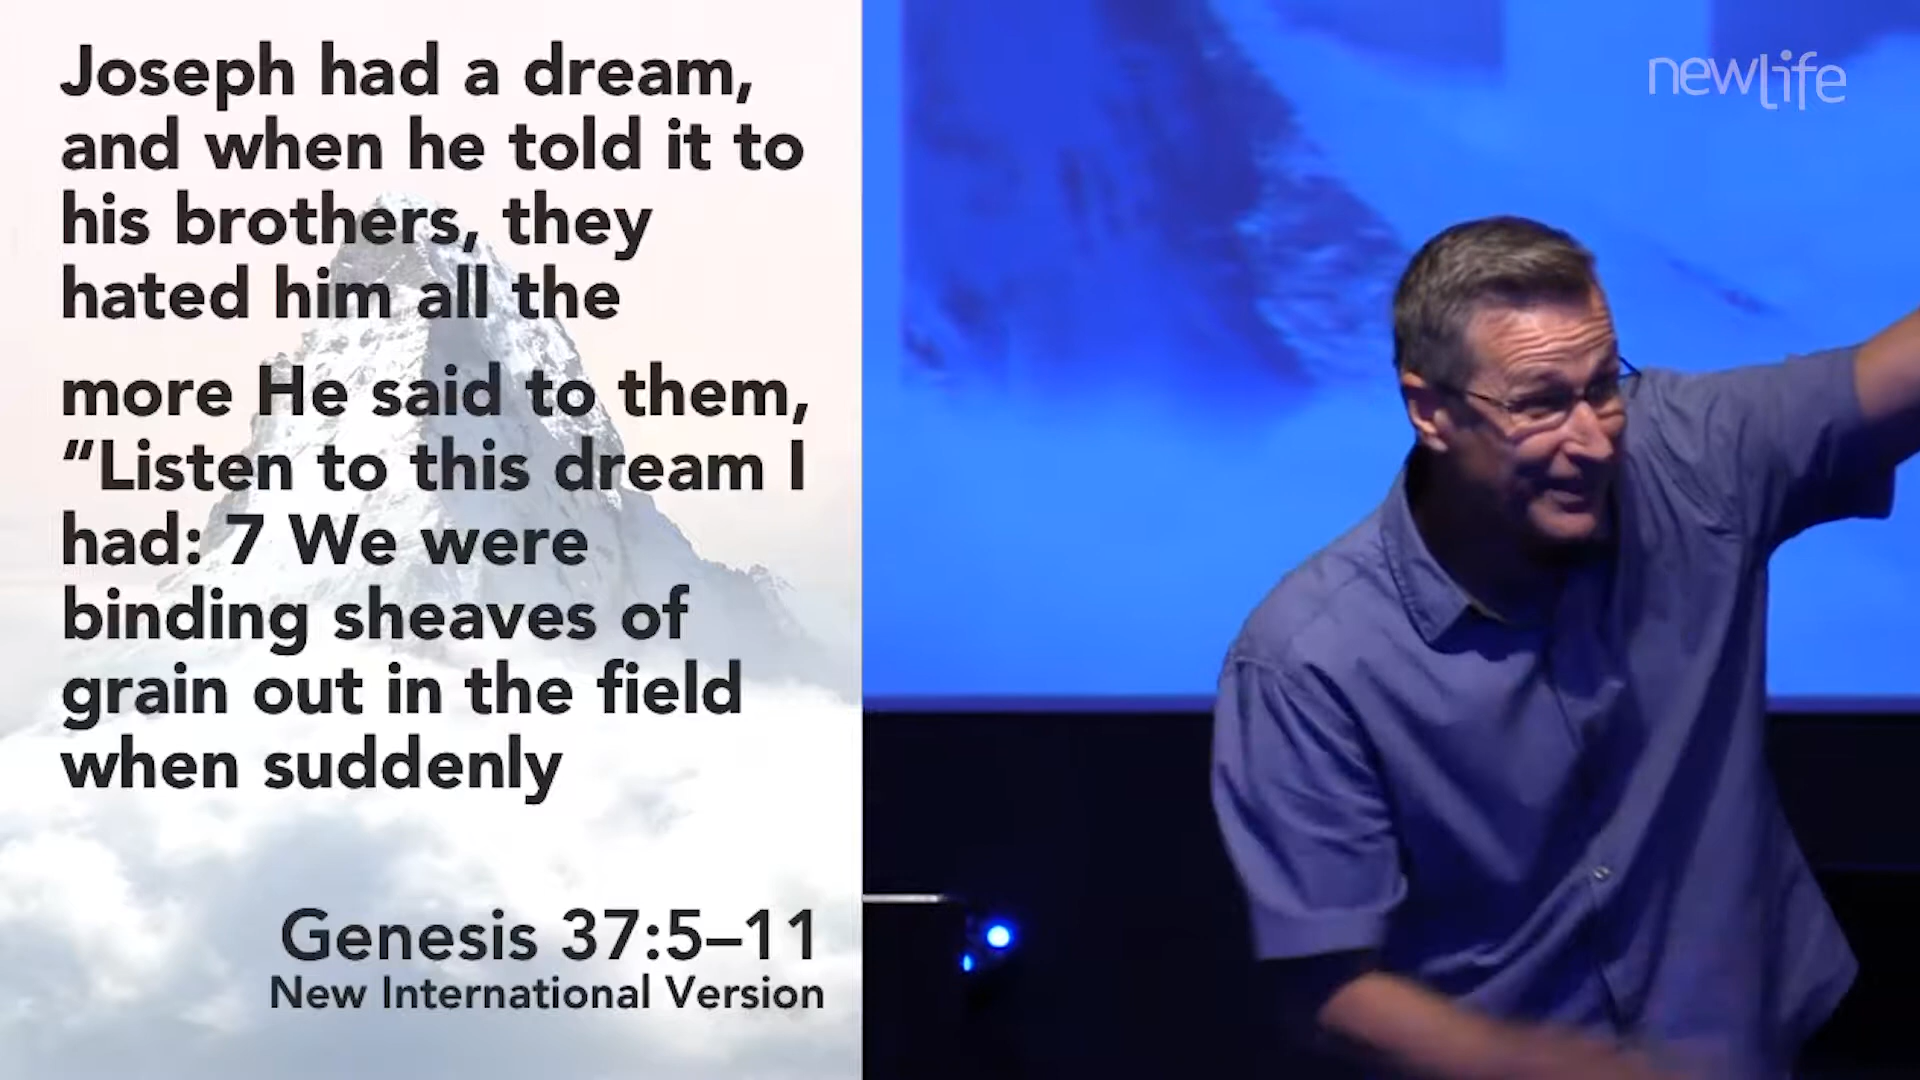 Joseph had a dream,
and when he told it to
his brothers, they
hated him all the
more He said to them,
“Listen to this dream I
had: 7 We were
binding sheaves of
grain out in the field
when suddenly
Genesis 37:5–11
New International Version
newlife